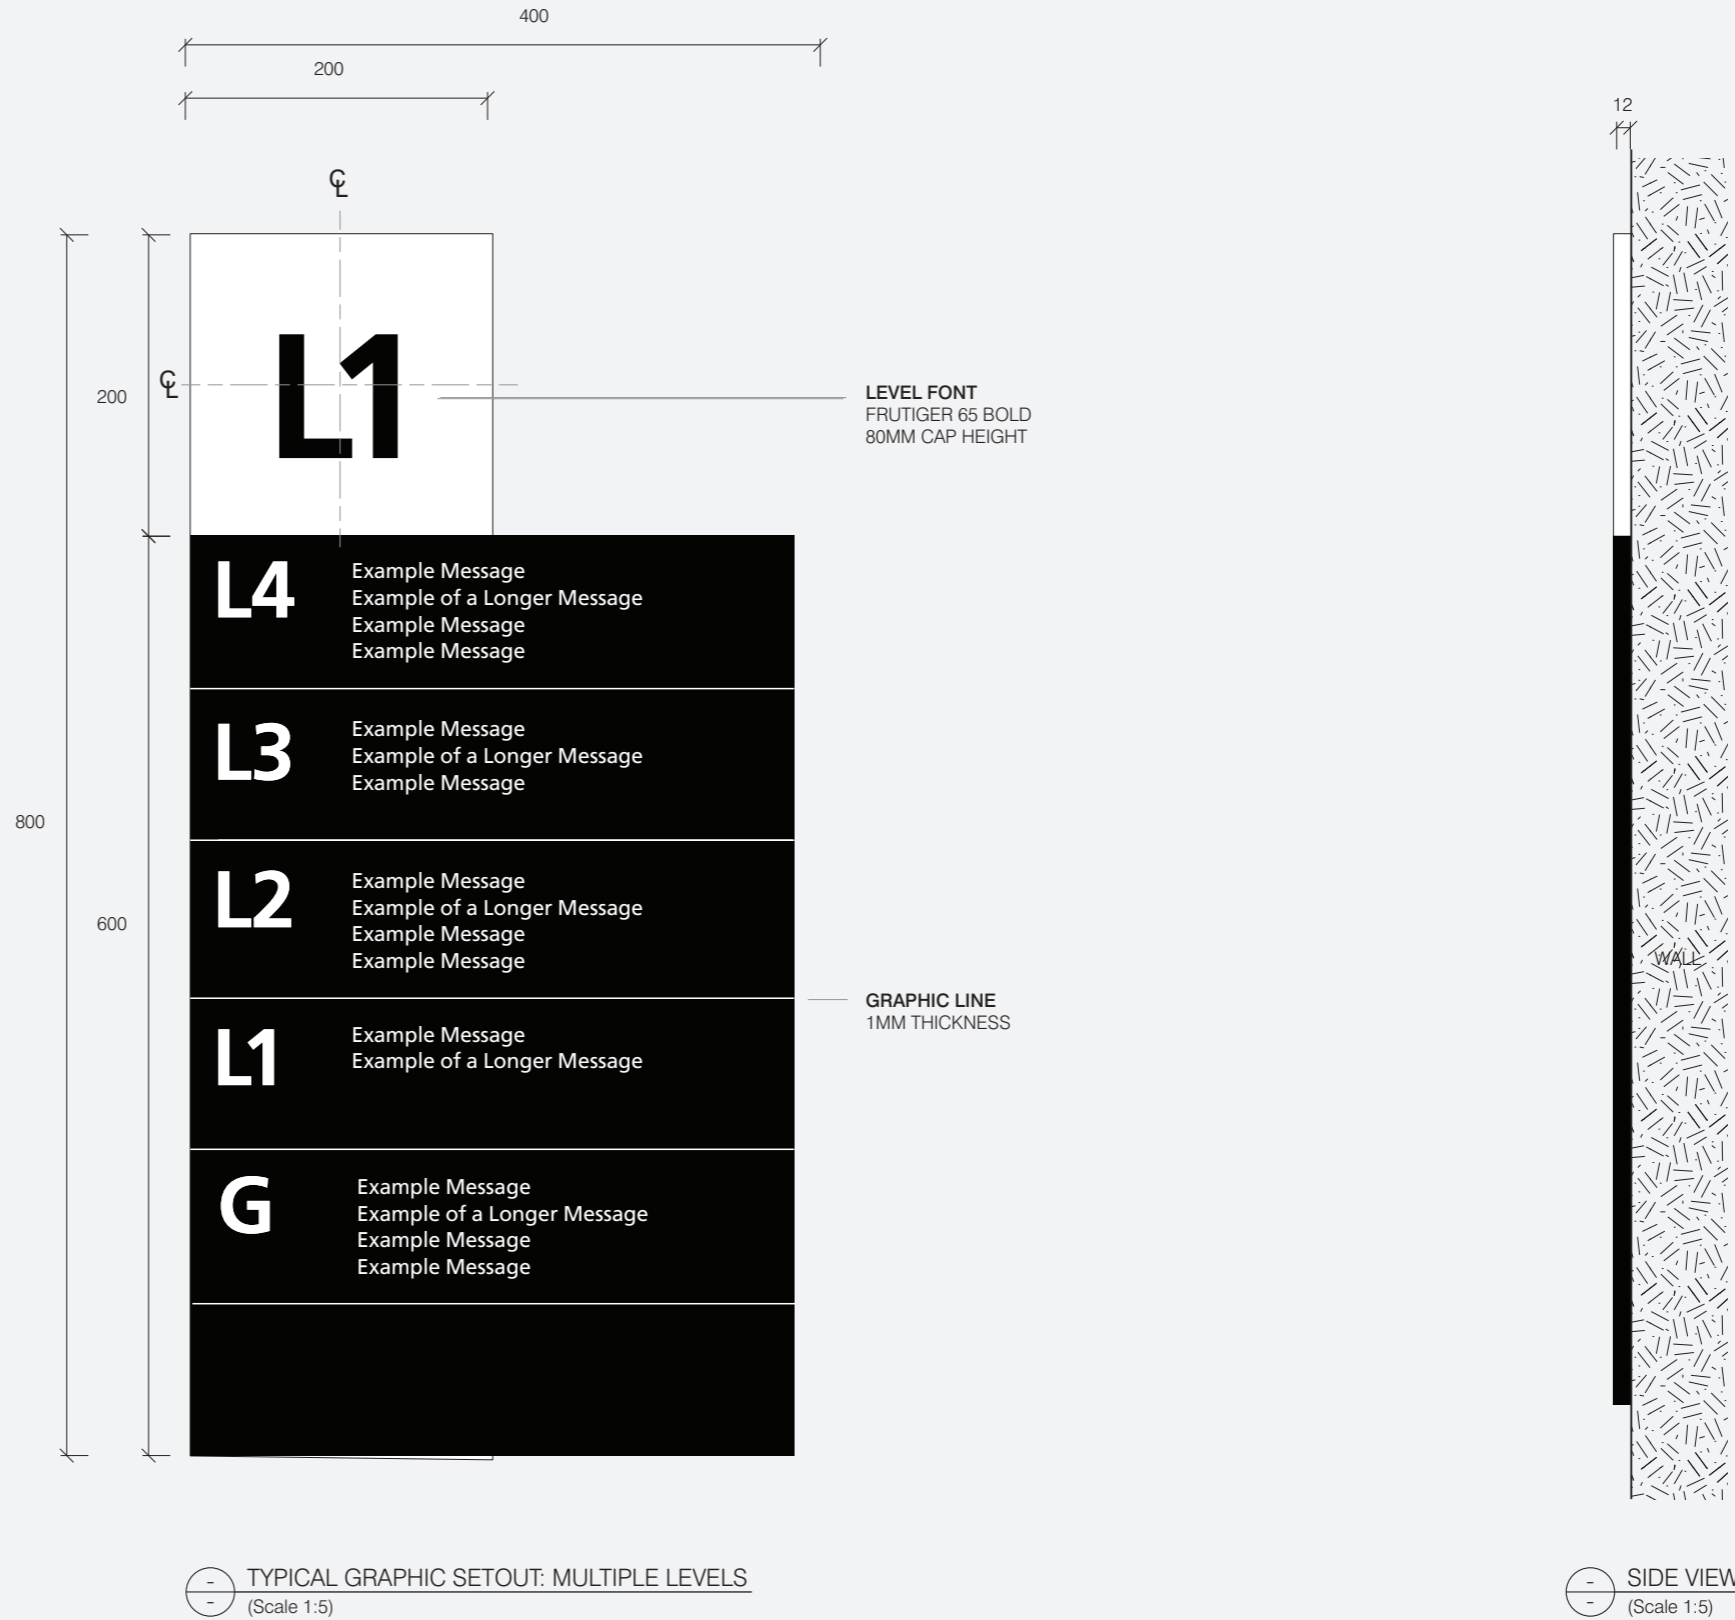 400
200
12
℄
L1
℄
200
LEVEL FONT
FRUTIGER 65 BOLD
80MM CAP HEIGHT
L4
Example Message
Example of a Longer Message
Example Message
Example Message
L3
Example Message
Example of a Longer Message
Example Message
800
600
L2
Example Message
Example of a Longer Message
Example Message
Example Message
WALL
GRAPHIC LINE
1MM THICKNESS
L1
Example Message
Example of a Longer Message
G
Example Message
Example of a Longer Message
Example Message
Example Message
-
-
TYPICAL GRAPHIC SETOUT: MULTIPLE LEVELS
(Scale 1:5)
-
-
SIDE VIEW
(Scale 1:5)